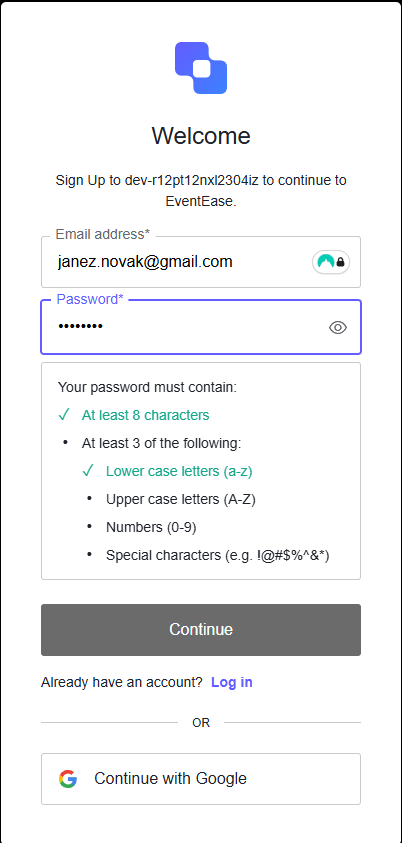 Welcome
Sign Up to dev-r12pt12nxl2304iz to continue to
EventEase.
Email address*
janez.novak@gmail.com
Password*
••••••••
Your password must contain:
✓ At least 8 characters
• At least 3 of the following:
✓ Lower case letters (a-z)
• Upper case letters (A-Z)
• Numbers (0-9)
• Special characters (e.g. !@#$%^&*)
Continue
Already have an account? Log in
OR
Continue with Google